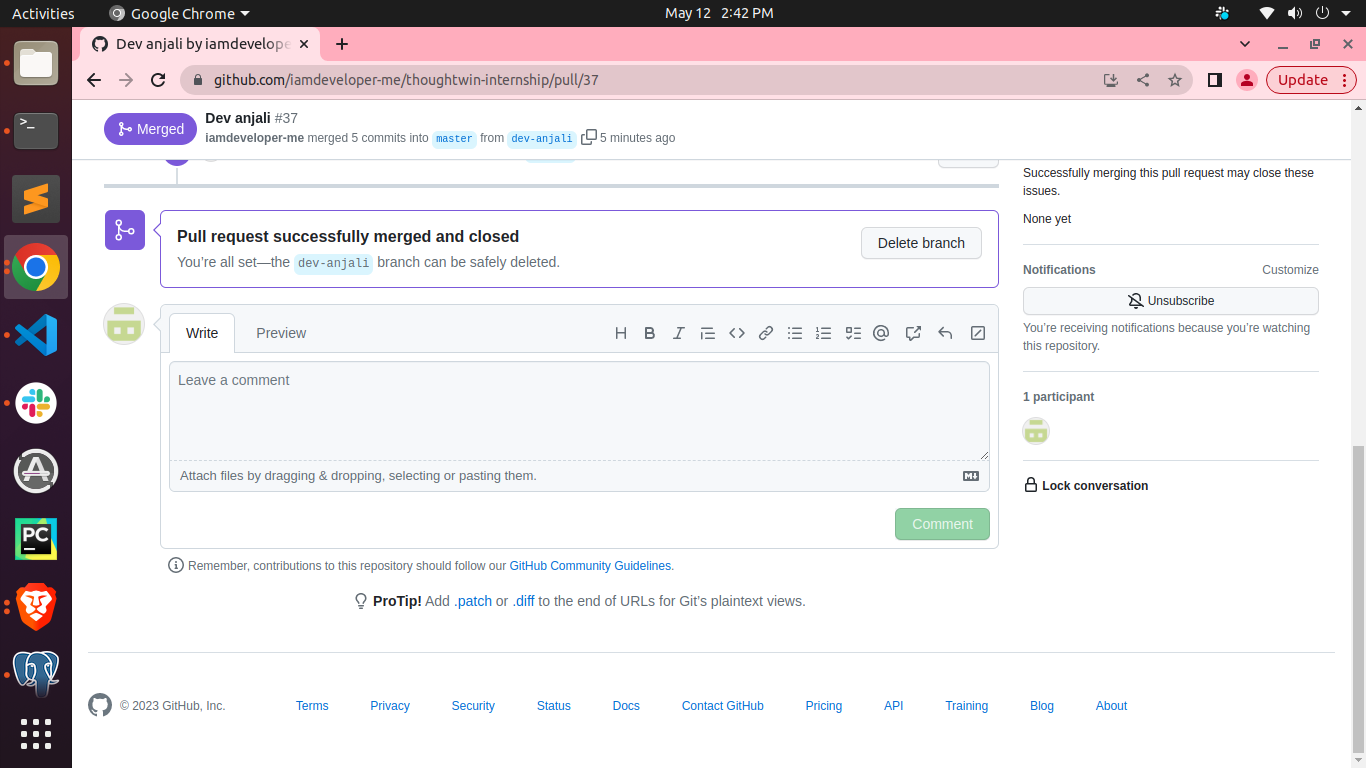 Activities Google Chrome May 12 2:42 PM
Dev anjali by iamdevelope
github.com/iamdeveloper-me/thoughtwin-internship/pull/37 Update
Merged Dev anjali #37
iamdeveloper-me merged 5 commits into master from dev-anjali 5 minutes ago
Successfully merging this pull request may close these
issues.
None yet
Pull request successfully merged and closed
You're all set—the dev-anjali branch can be safely deleted.
Delete branch
Notifications Customize
Unsubscribe
You're receiving notifications because you're watching
this repository.
Write Preview
Leave a comment
Attach files by dragging & dropping, selecting or pasting them.
Comment
1 participant
Lock conversation
Remember, contributions to this repository should follow our GitHub Community Guidelines.
ProTip! Add .patch or .diff to the end of URLs for Git's plaintext views.
© 2023 GitHub, Inc. Terms Privacy Security Status Docs Contact GitHub Pricing API Training Blog About
PC